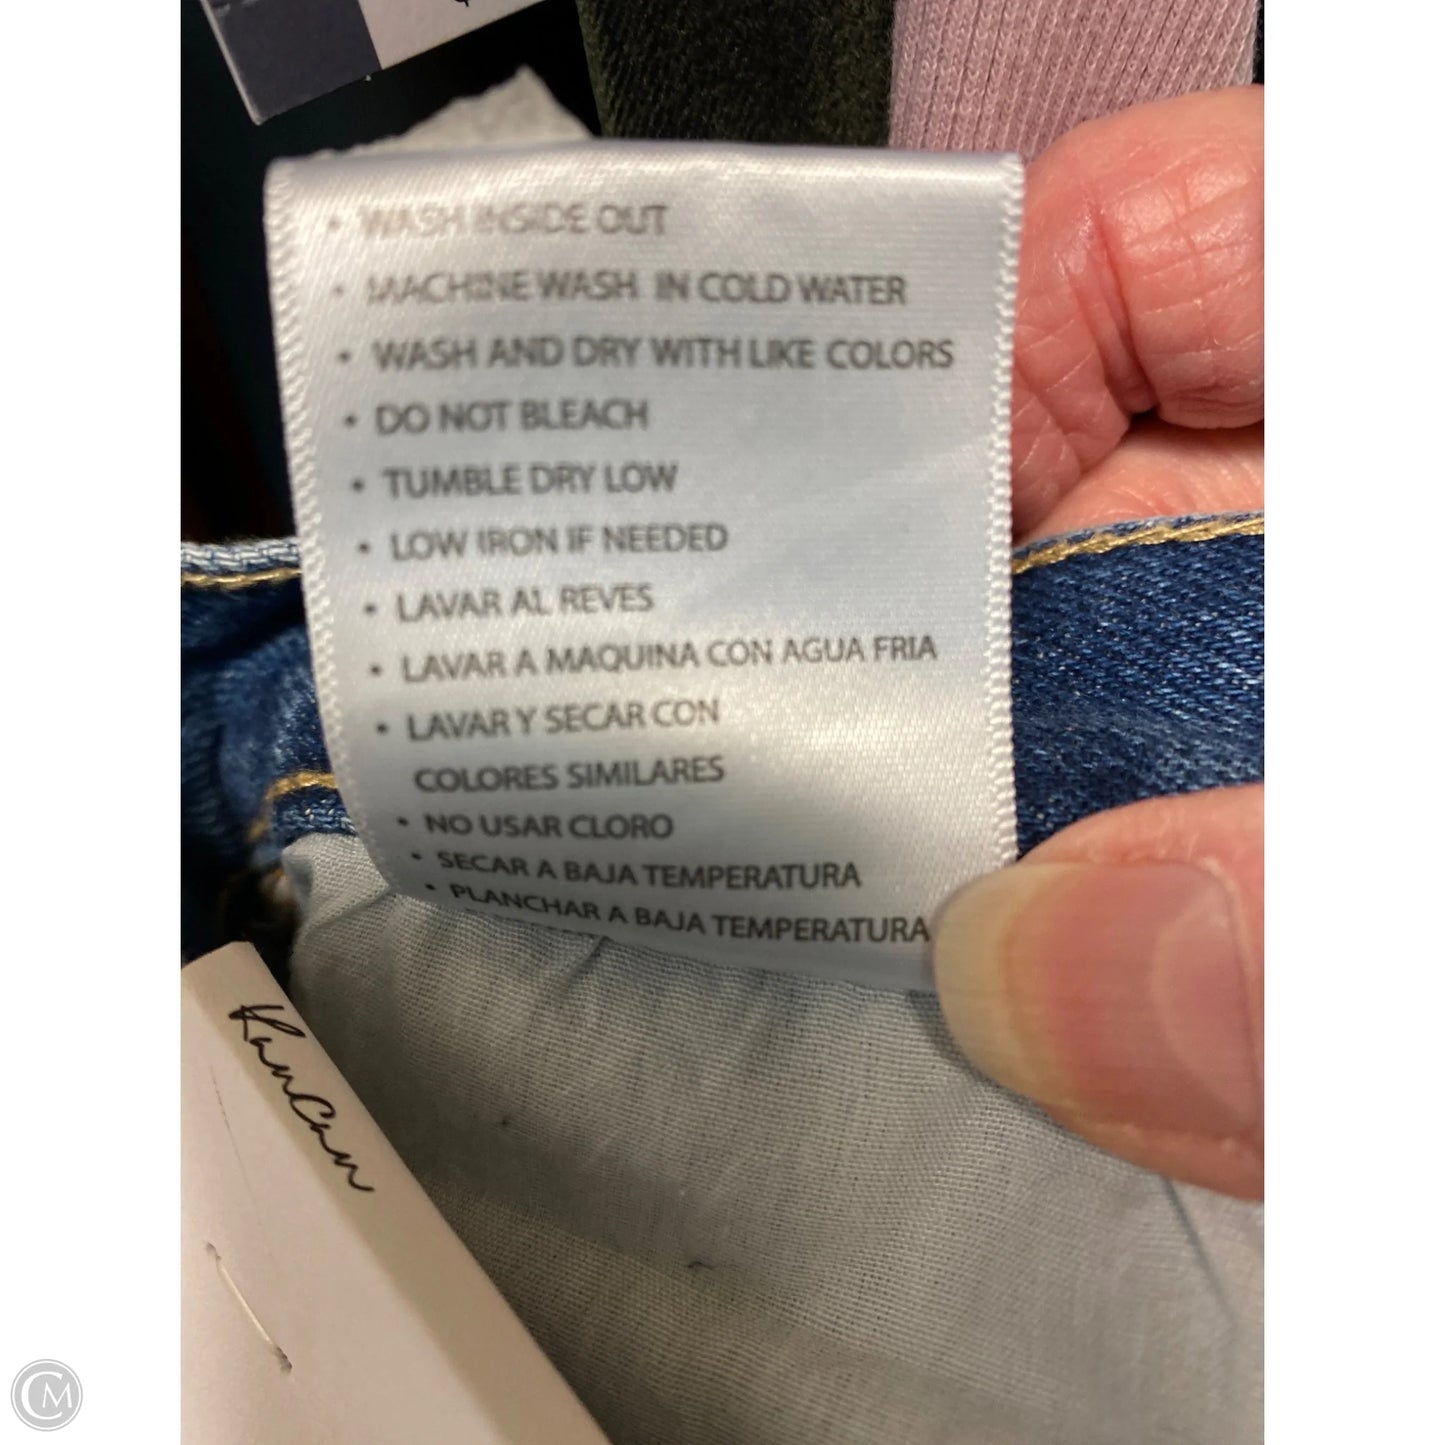 • WASH INSIDE OUT
• MACHINE WASH IN COLD WATER
• WASH AND DRY WITH LIKE COLORS
• DO NOT BLEACH
• TUMBLE DRY LOW
• LOW IRON IF NEEDED
• LAVAR AL REVES
• LAVAR A MAQUINA CON AGUA FRIA
• LAVAR Y SECAR CON
COLORES SIMILARES
• NO USAR CLORO
• SECAR A BAJA TEMPERATURA
• PLANCHAR A BAJA TEMPERATURA
KanCan
CM